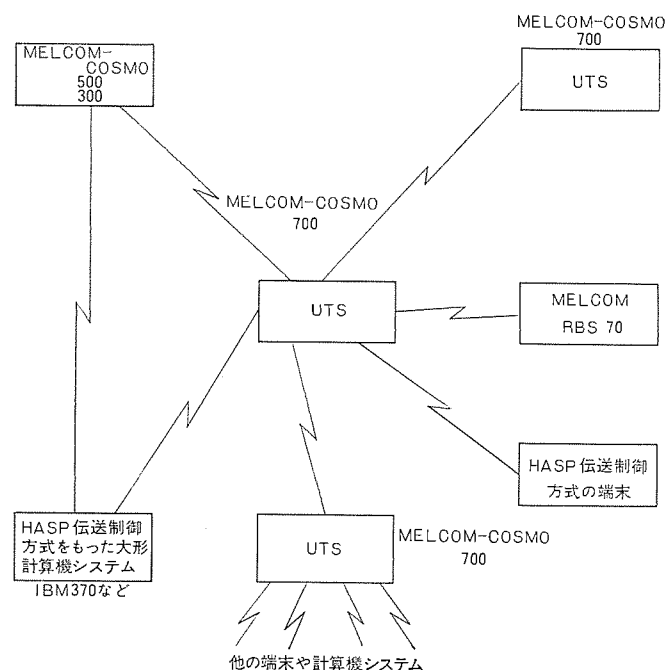 MELCOM-COSMO
700
UTS
MELCOM-
COSMO
500
300
MELCOM-COSMO
700
UTS
MELCOM
RBS 70
HASP伝送制御
方式の端末
HASP伝送制御
方式をもった大形
計算機システム
IBM370など
UTS
MELCOM-COSMO
700
他の端末や計算機システム